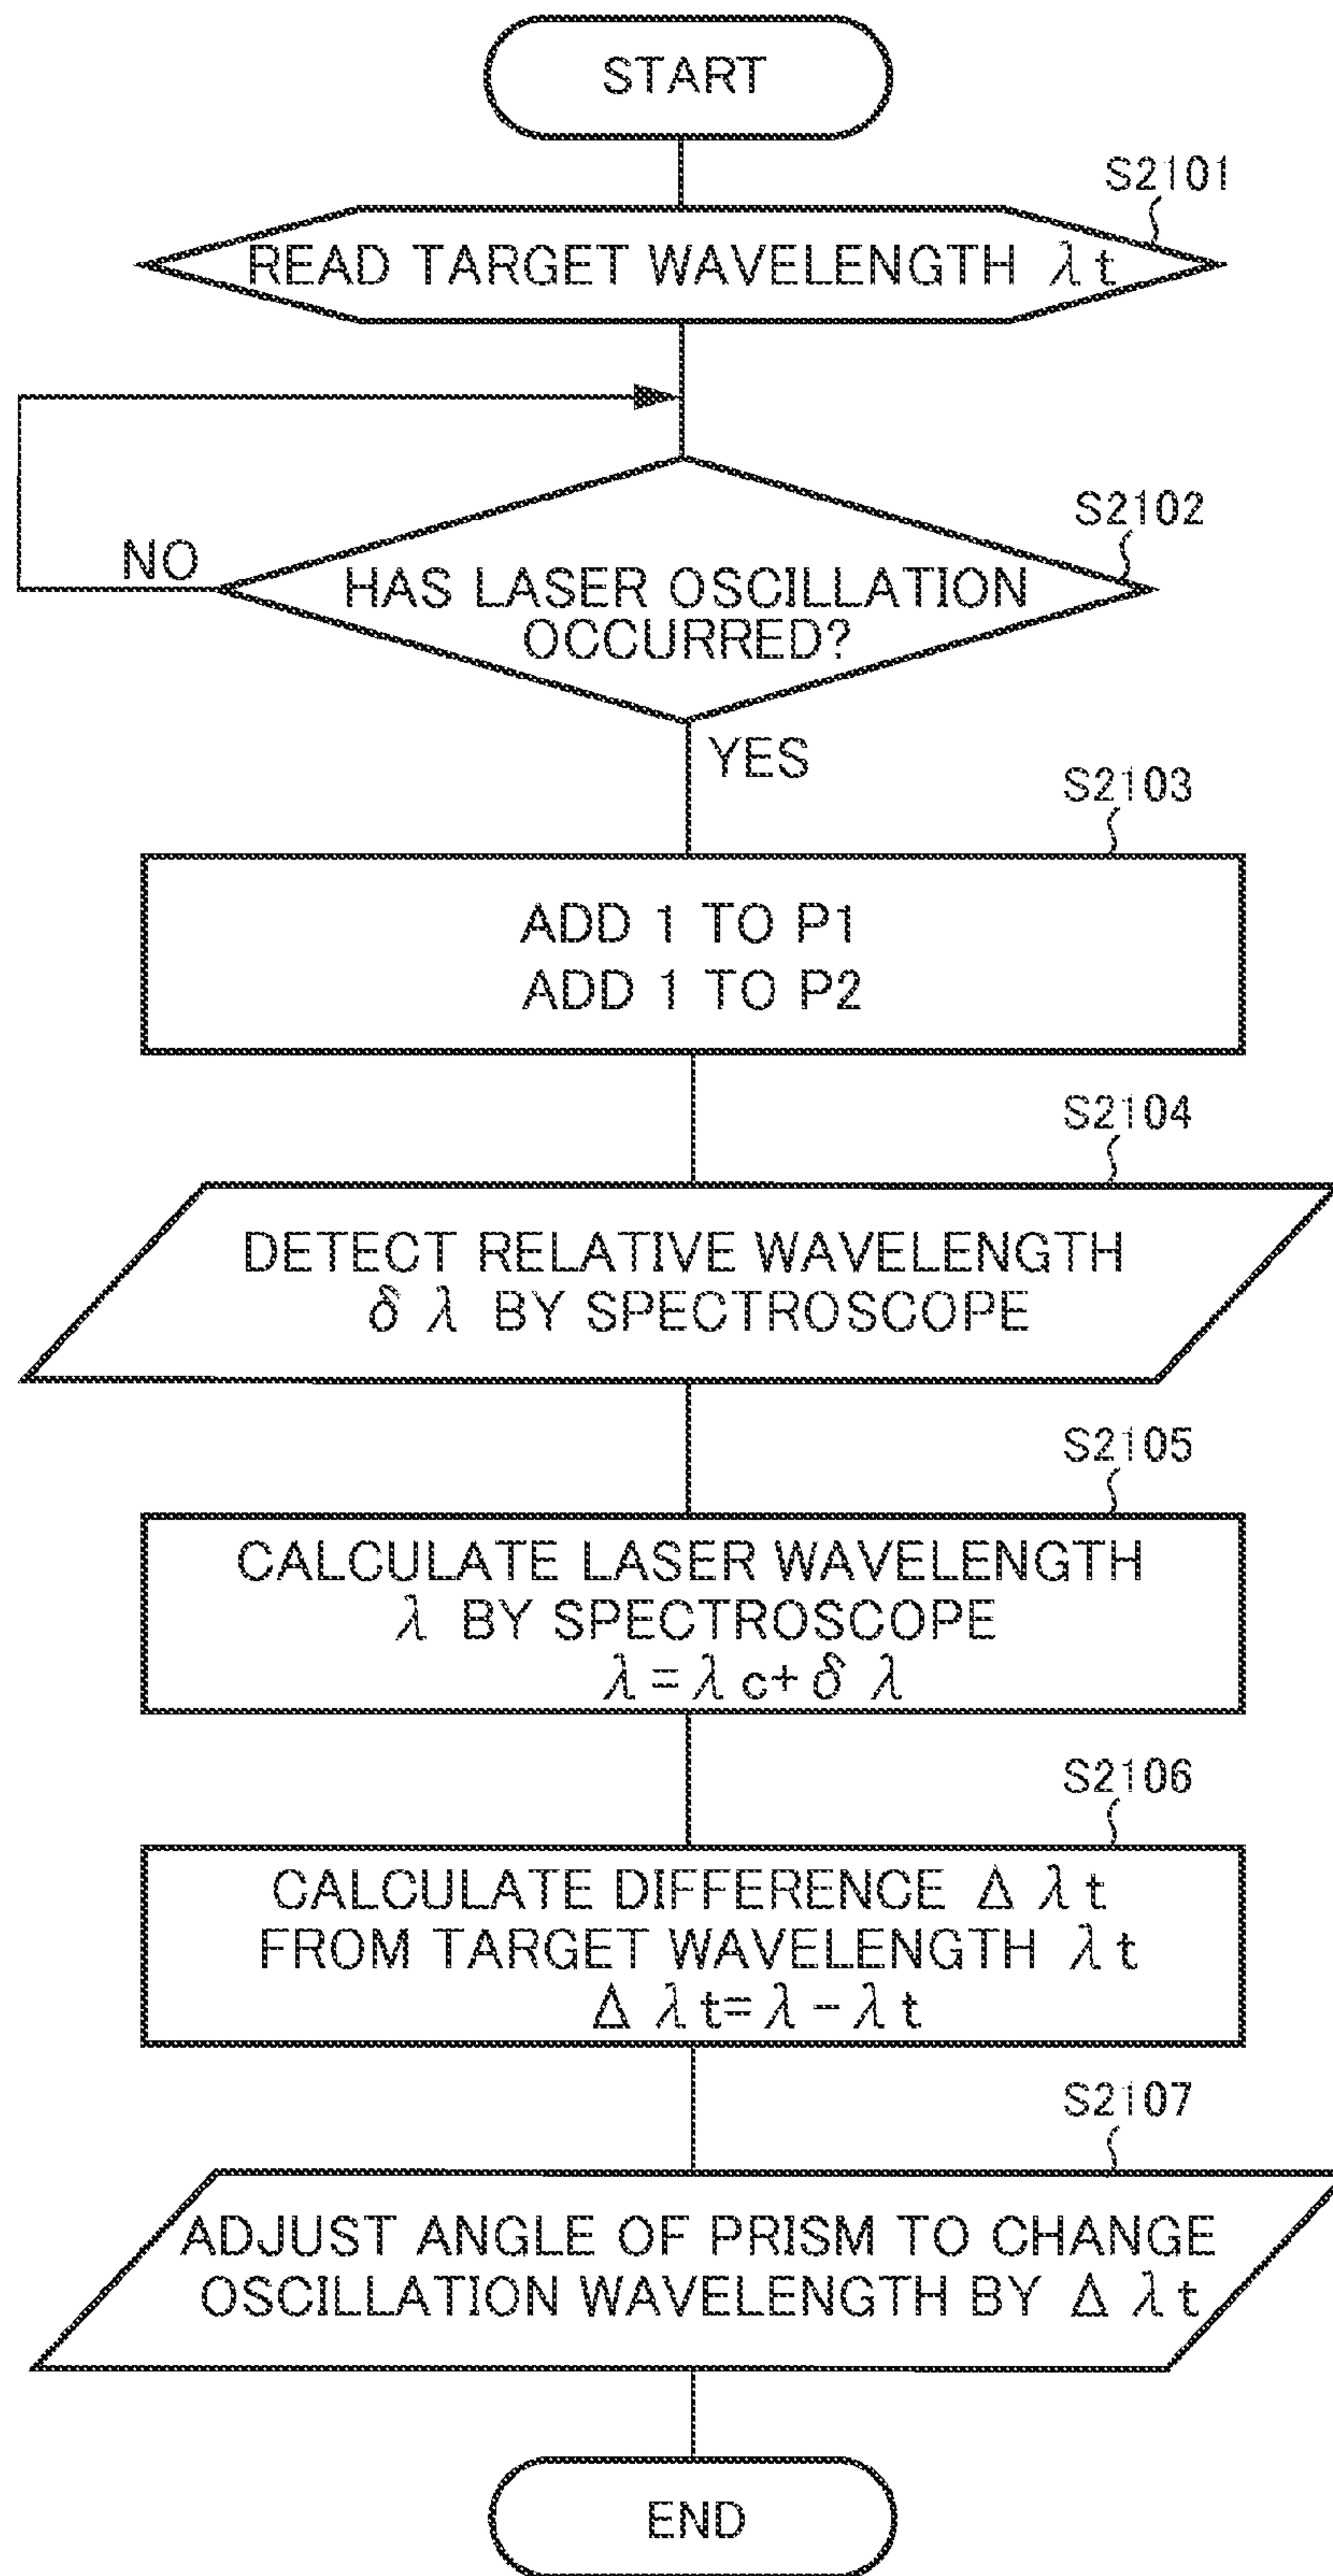 START
S2101
READ TARGET WAVELENGTH λt
S2102
NO
HAS LASER OSCILLATION
OCCURRED?
YES
S2103
ADD 1 TO P1
ADD 1 TO P2
S2104
DETECT RELATIVE WAVELENGTH
δλ BY SPECTROSCOPE
S2105
CALCULATE LASER WAVELENGTH
λ BY SPECTROSCOPE
λ=λc+δλ
S2106
CALCULATE DIFFERENCE Δλt
FROM TARGET WAVELENGTH λt
Δλt=λ-λt
S2107
ADJUST ANGLE OF PRISM TO CHANGE
OSCILLATION WAVELENGTH BY Δλt
END